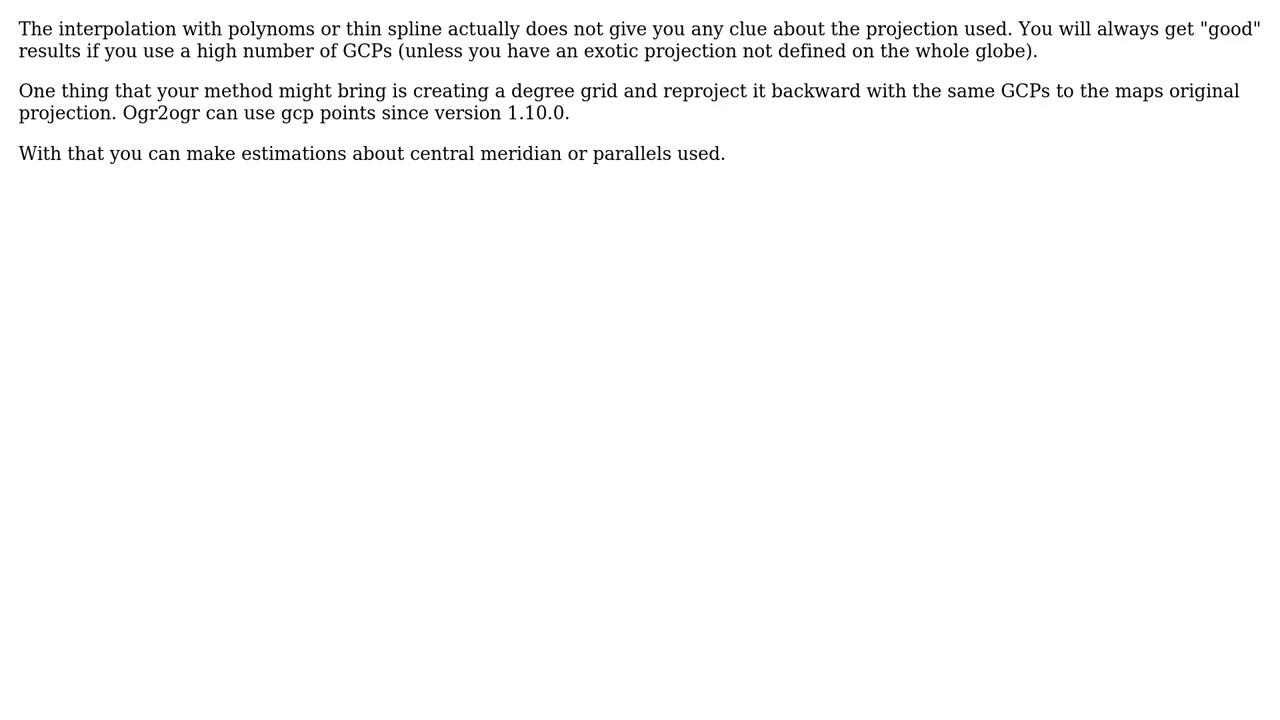 The interpolation with polynoms or thin spline actually does not give you any clue about the projection used. You will always get "good"
results if you use a high number of GCPs (unless you have an exotic projection not defined on the whole globe).
One thing that your method might bring is creating a degree grid and reproject it backward with the same GCPs to the maps original
projection. Ogr2ogr can use gcp points since version 1.10.0.
With that you can make estimations about central meridian or parallels used.